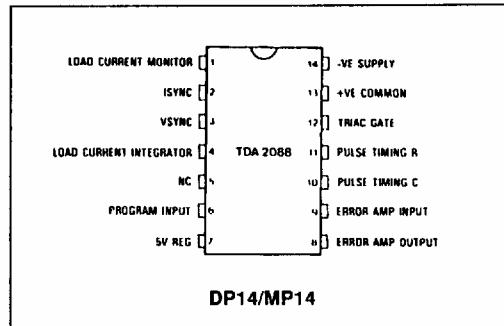 LOAD CURRENT MONITOR 1
ISYNC 2
VSYNC 3
LOAD CURRENT INTEGRATOR 4
NC 5
PROGRAM INPUT 6
5V REG 7
TDA 2088
14 -VE SUPPLY
13 +VE COMMON
12 TRIAC GATE
11 PULSE TIMING R
10 PULSE TIMING C
9 ERROR AMP INPUT
8 ERROR AMP OUTPUT
DP14/MP14